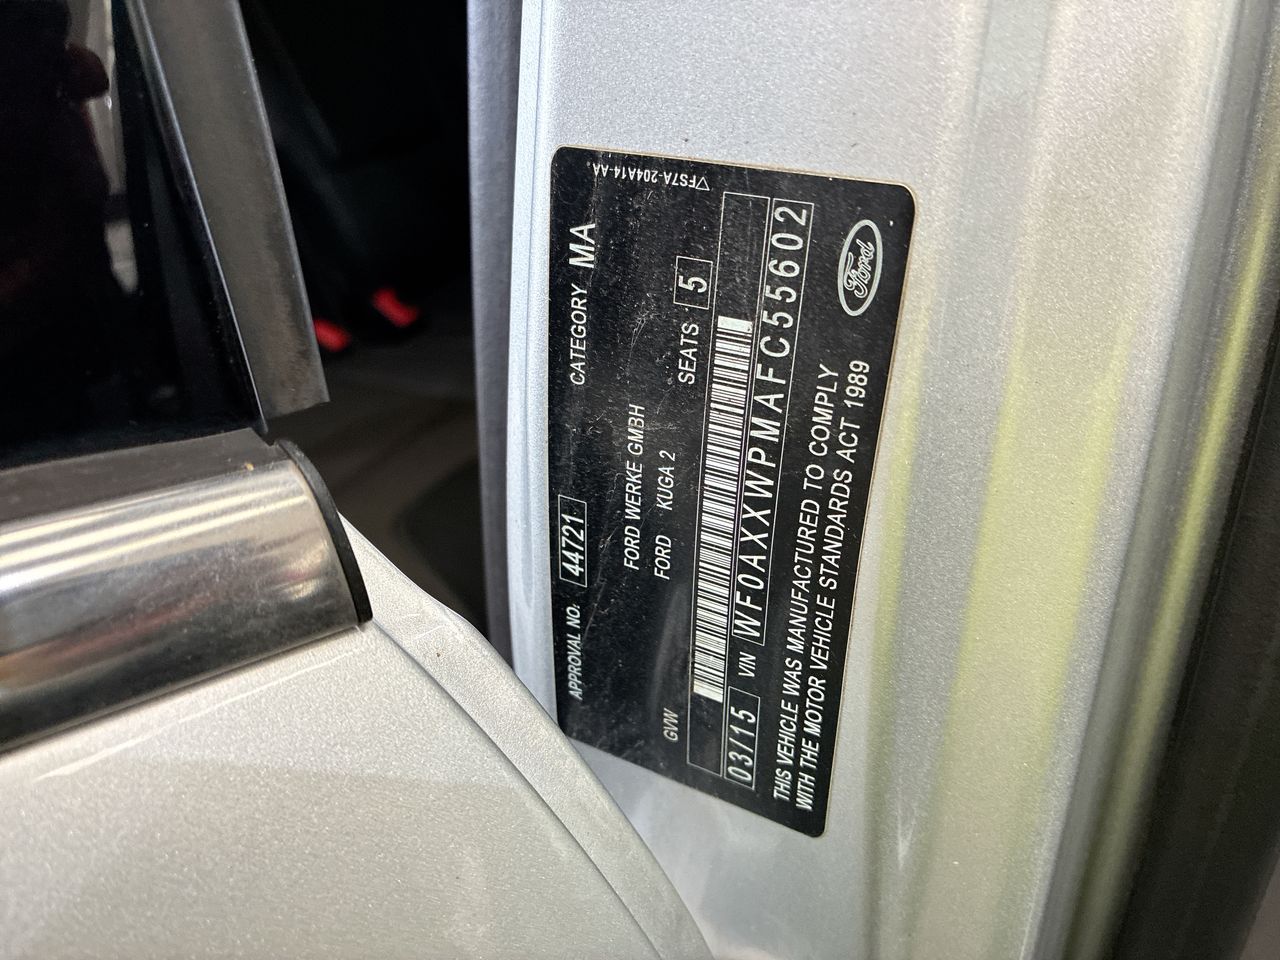 ▽FS7A-204A14-AA
APPROVAL NO. 44721 CATEGORY MA
FORD WERKE GMBH
FORD KUGA 2
GVW SEATS 5
03/15 VIN WF0AXXWPMAFC55602
THIS VEHICLE WAS MANUFACTURED TO COMPLY
WITH THE MOTOR VEHICLE STANDARDS ACT 1989
Ford